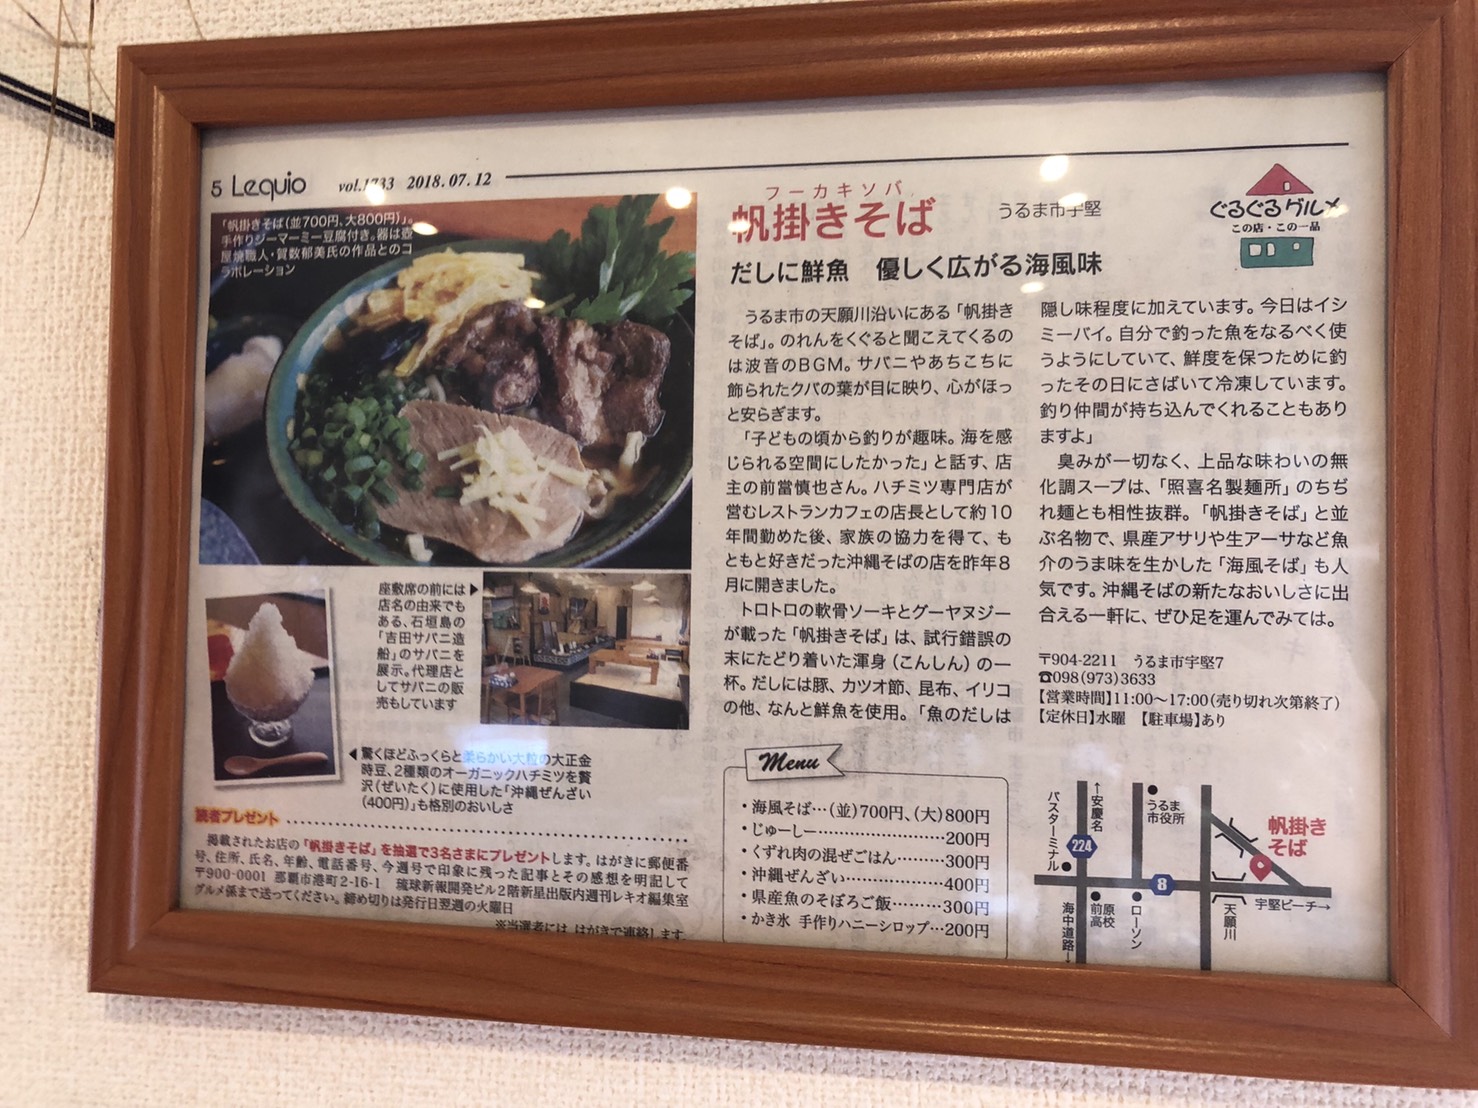 5 Lequio vol.1733 2018.07.12
「帆掛きそば(並700円、大800円)」。
手作りジーマーミー豆腐付き。器は壺
屋焼職人・賀数郁美氏の作品とのコ
ラボレーション
フーカキソバ
帆掛きそば
うるま市宇堅
ぐるぐるグルメ
この店・この一品
だしに鮮魚 優しく広がる海風味
うるま市の天願川沿いにある「帆掛き
そば」。のれんをくぐると聞こえてくるの
は波音のBGM。サバニやあちこちに
飾られたクバの葉が目に映り、心がほっ
と安らぎます。
「子どもの頃から釣りが趣味。海を感
じられる空間にしたかった」と話す、店
主の前當慎也さん。ハチミツ専門店が
営むレストランカフェの店長として約10
年間勤めた後、家族の協力を得て、も
ともと好きだった沖縄そばの店を昨年8
月に開きました。
トロトロの軟骨ソーキとグーヤヌジー
が載った「帆掛きそば」は、試行錯誤の
末にたどり着いた渾身(こんしん)の一
杯。だしには豚、カツオ節、昆布、イリコ
の他、なんと鮮魚を使用。「魚のだしは
隠し味程度に加えています。今日はイシ
ミーバイ。自分で釣った魚をなるべく使
うようにしていて、鮮度を保つために釣
ったその日にさばいて冷凍しています。
釣り仲間が持ち込んでくれることもあり
ますよ」
臭みが一切なく、上品な味わいの無
化調スープは、「照喜名製麺所」のちぢ
れ麺とも相性抜群。「帆掛きそば」と並
ぶ名物で、県産アサリや生アーサなど魚
介のうま味を生かした「海風そば」も人
気です。沖縄そばの新たなおいしさに出
合える一軒に、ぜひ足を運んでみては。
〒904-2211 うるま市宇堅7
☎098(973)3633
【営業時間】11:00〜17:00(売り切れ次第終了)
【定休日】水曜 【駐車場】あり
座敷席の前には▶
店名の由来でも
ある、石垣島の
「吉田サバニ造
船」のサバニを
展示。代理店と
してサバニの販
売もしています
◀驚くほどふっくらと柔らかい大粒の大正金
時豆、2種類のオーガニックハチミツを贅
沢(ぜいたく)に使用した「沖縄ぜんざい
(400円)」も格別のおいしさ
読者プレゼント
掲載されたお店の「帆掛きそば」を抽選で3名さまにプレゼントします。はがきに郵便番
号、住所、氏名、年齢、電話番号、今週号で印象に残った記事とその感想を明記して
〒900-0001 那覇市港町2-16-1 琉球新報開発ビル2階新星出版内週刊レキオ編集室
グルメ係まで送ってください。締め切りは発行日翌週の火曜日
※当選者には、はがきで連絡します。
Menu
・海風そば…(並)700円、(大)800円
・じゅーしー……………………200円
・くずれ肉の混ぜごはん………300円
・沖縄ぜんざい…………………400円
・県産魚のそぼろご飯…………300円
・かき氷 手作りハニーシロップ…200円
バスターミナル
↑安慶名
うるま
市役所
帆掛き
そば
224
8
海中道路→
前原
高校
ローソン
天願川
宇堅ビーチ→